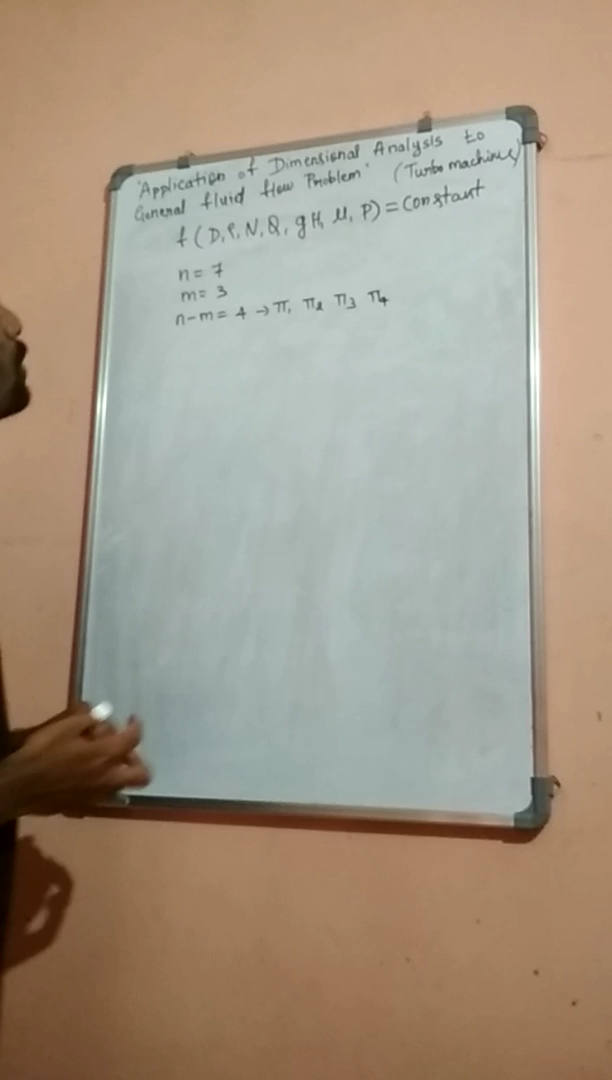 "Application of Dimensional Analysis to
General fluid flow Problem" (Turbo machines)
f (D, ρ, N, Q, gH, μ, P) = Constant
n = 7
m = 3
n-m = 4 → π₁ π₂ π₃ π₄